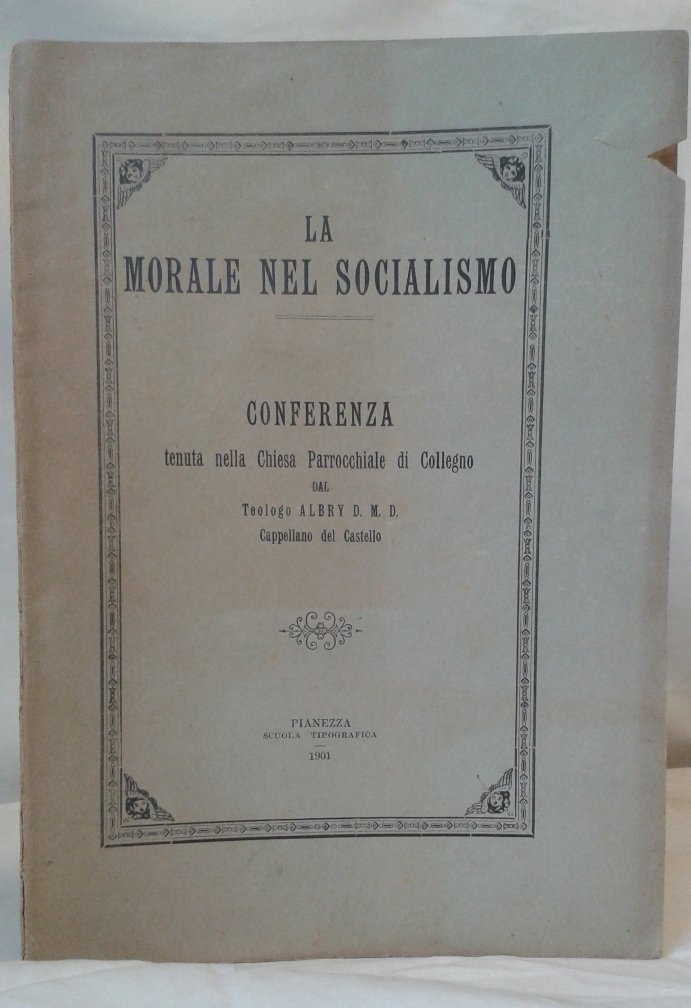 LA
MORALE NEL SOCIALISMO
CONFERENZA
tenuta nella Chiesa Parrocchiale di Collegno
DAL
Teologo ALBRY D. M. D.
Cappellano del Castello
PIANEZZA
SCUOLA TIPOGRAFICA
1901